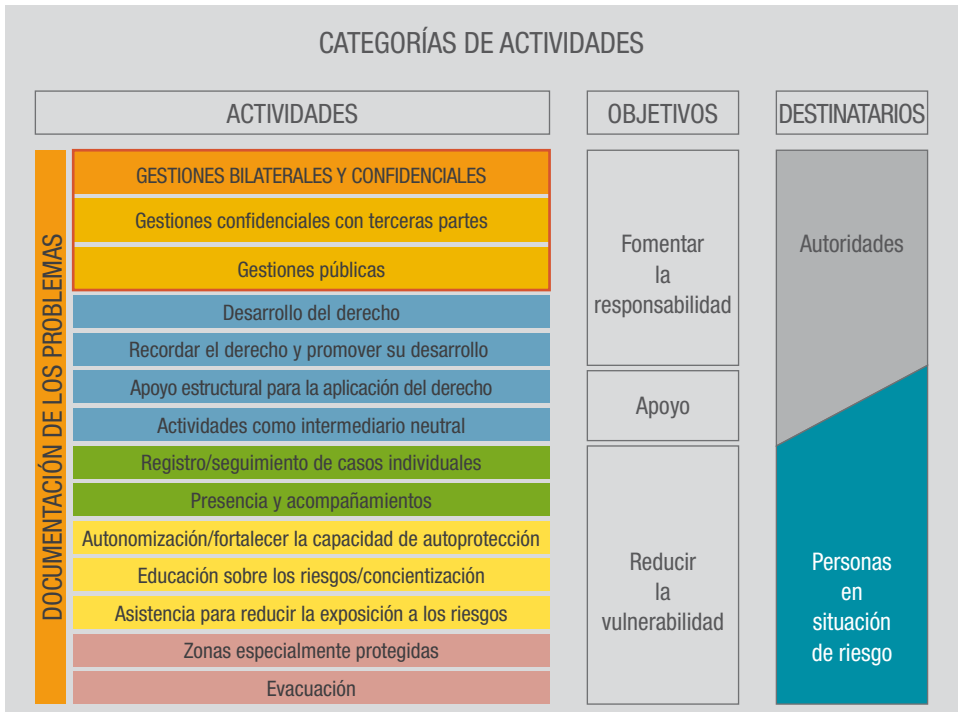 CATEGORÍAS DE ACTIVIDADES
ACTIVIDADES
OBJETIVOS
DESTINATARIOS
DOCUMENTACIÓN DE LOS PROBLEMAS
GESTIONES BILATERALES Y CONFIDENCIALES
Gestiones confidenciales con terceras partes
Gestiones públicas
Desarrollo del derecho
Recordar el derecho y promover su desarrollo
Apoyo estructural para la aplicación del derecho
Actividades como intermediario neutral
Registro/seguimiento de casos individuales
Presencia y acompañamientos
Autonomización/fortalecer la capacidad de autoprotección
Educación sobre los riesgos/concientización
Asistencia para reducir la exposición a los riesgos
Zonas especialmente protegidas
Evacuación
Fomentar
la
responsabilidad
Apoyo
Reducir
la
vulnerabilidad
Autoridades
Personas
en
situación
de riesgo